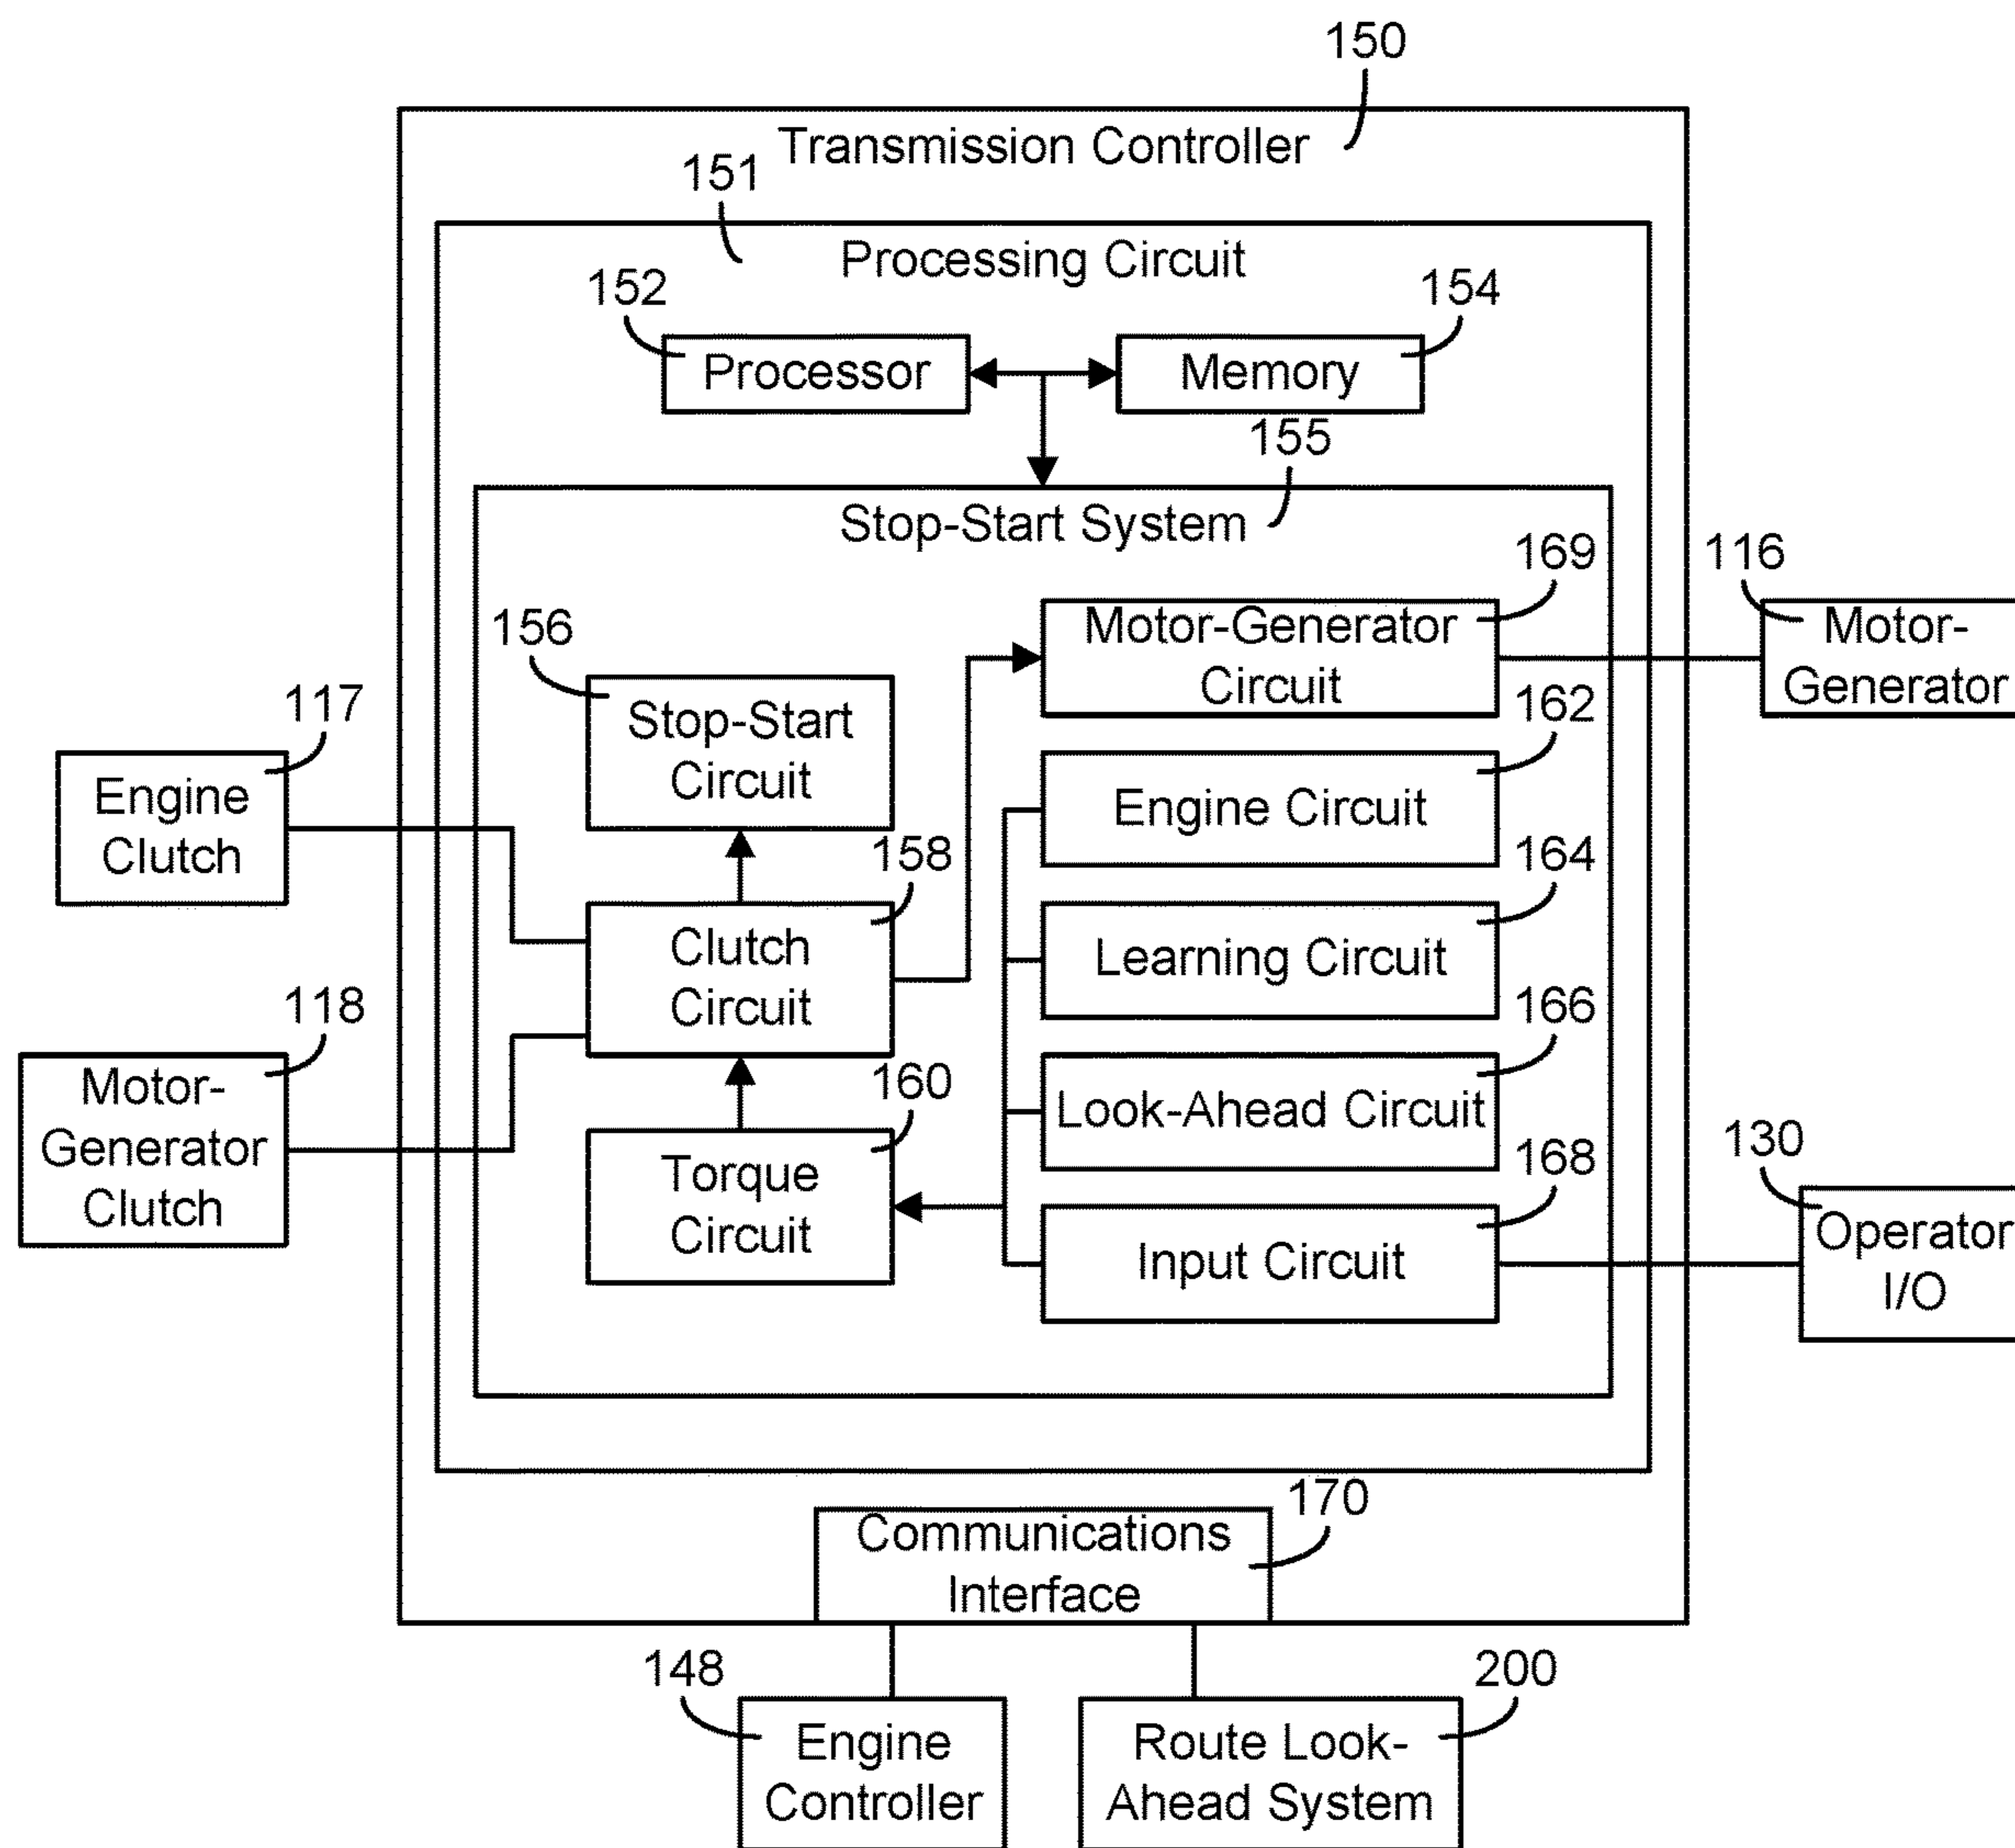 150
Transmission Controller
151
Processing Circuit
152
154
Processor
Memory
155
Stop-Start System
169
116
Motor-Generator
Circuit
Motor-
Generator
156
Stop-Start
Circuit
117
Engine
Clutch
162
Engine Circuit
158
Clutch
Circuit
164
Learning Circuit
118
Motor-
Generator
Clutch
166
Look-Ahead Circuit
160
Torque
Circuit
168
Input Circuit
130
Operator
I/O
170
Communications
Interface
148
Engine
Controller
200
Route Look-
Ahead System